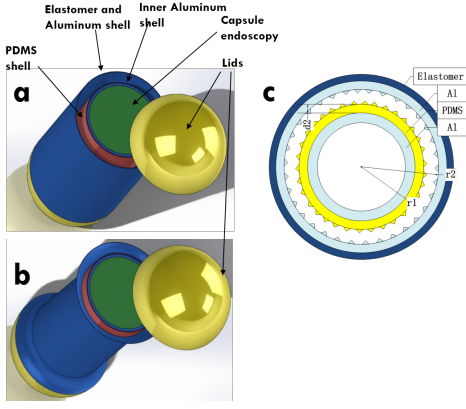 Elastomer and
Aluminum shell
Inner Aluminum
shell
Capsule
endoscopy
PDMS
shell
Lids
a
b
c
Elastomer
Al
PDMS
Al
d2
r2
r1